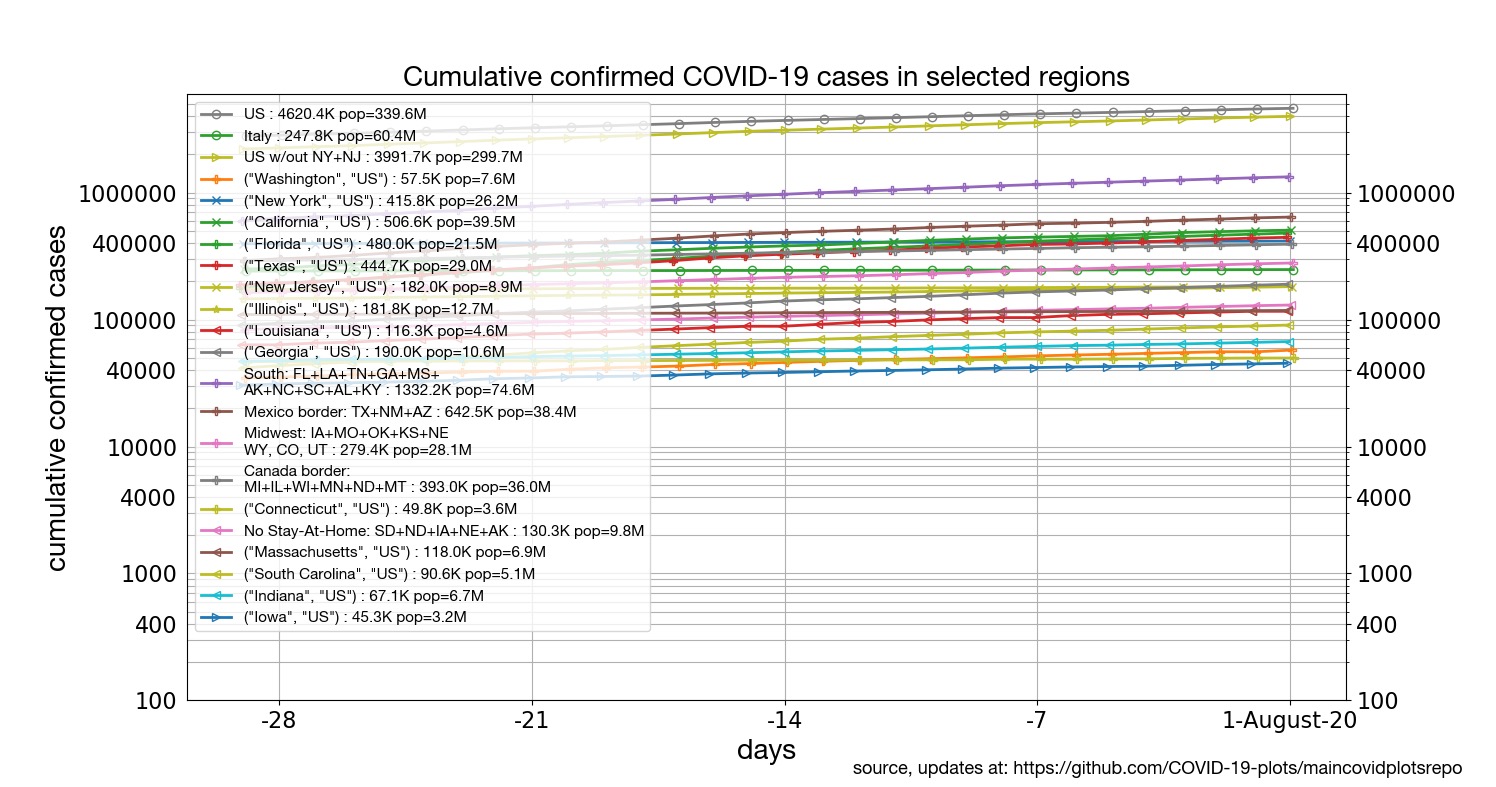 Cumulative confirmed COVID-19 cases in selected regions
US : 4620.4K pop=339.6M
Italy : 247.8K pop=60.4M
US w/out NY+NJ : 3991.7K pop=299.7M
("Washington", "US") : 57.5K pop=7.6M
("New York", "US") : 415.8K pop=26.2M
("California", "US") : 506.6K pop=39.5M
("Florida", "US") : 480.0K pop=21.5M
("Texas", "US") : 444.7K pop=29.0M
("New Jersey", "US") : 182.0K pop=8.9M
("Illinois", "US") : 181.8K pop=12.7M
("Louisiana", "US") : 116.3K pop=4.6M
("Georgia", "US") : 190.0K pop=10.6M
South: FL+LA+TN+GA+MS+
AK+NC+SC+AL+KY : 1332.2K pop=74.6M
Mexico border: TX+NM+AZ : 642.5K pop=38.4M
Midwest: IA+MO+OK+KS+NE
WY, CO, UT : 279.4K pop=28.1M
Canada border:
MI+IL+WI+MN+ND+MT : 393.0K pop=36.0M
("Connecticut", "US") : 49.8K pop=3.6M
No Stay-At-Home: SD+ND+IA+NE+AK : 130.3K pop=9.8M
("Massachusetts", "US") : 118.0K pop=6.9M
("South Carolina", "US") : 90.6K pop=5.1M
("Indiana", "US") : 67.1K pop=6.7M
("Iowa", "US") : 45.3K pop=3.2M
cumulative confirmed cases
1000000
400000
100000
40000
10000
4000
1000
400
100
1000000
400000
100000
40000
10000
4000
1000
400
100
-28 -21 -14 -7 1-August-20
days
source, updates at: https://github.com/COVID-19-plots/maincovidplotsrepo